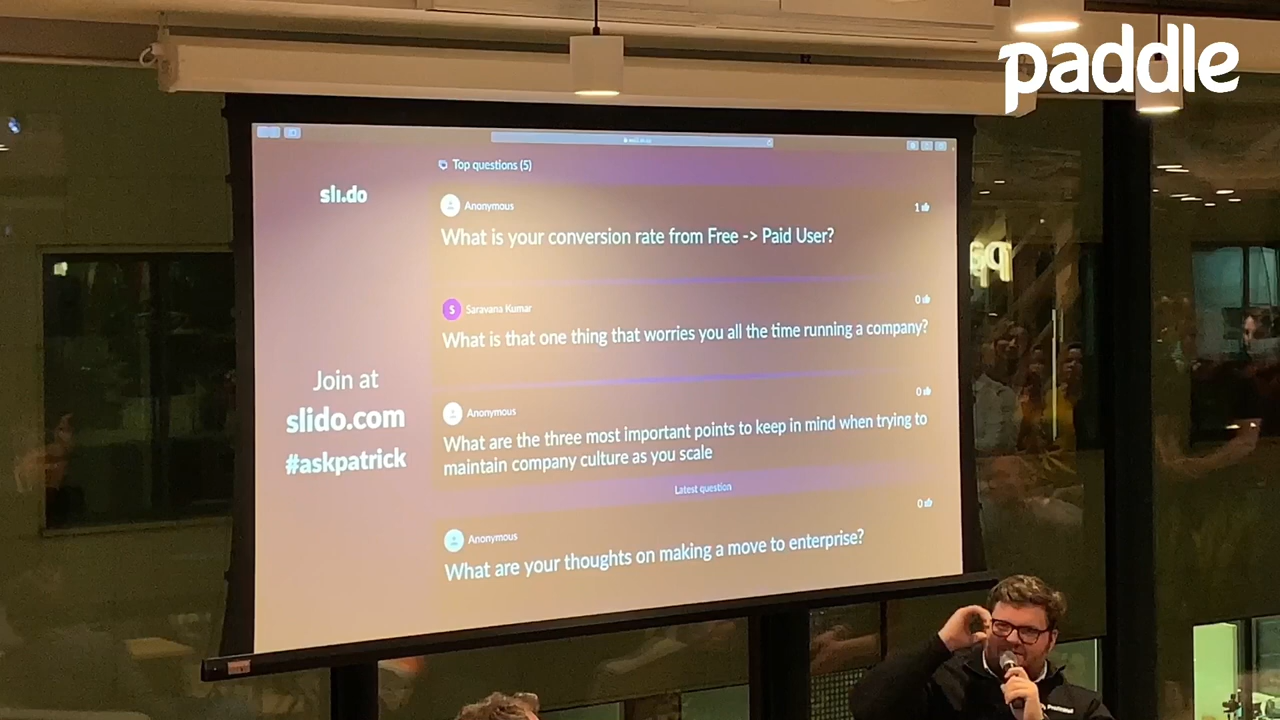 paddle
Top questions (5)
sli.do
Anonymous
1
What is your conversion rate from Free -> Paid User?
S
Saravana Kumar
0
What is that one thing that worries you all the time running a company?
Join at
slido.com
#askpatrick
Anonymous
0
What are the three most important points to keep in mind when trying to
maintain company culture as you scale
Latest question
Anonymous
0
What are your thoughts on making a move to enterprise?